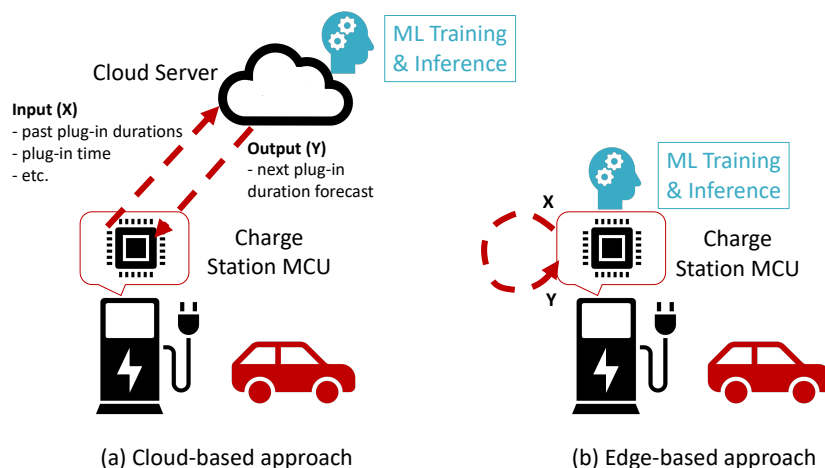 ML Training
& Inference
Cloud Server
Input (X)
- past plug-in durations
- plug-in time
- etc.
Output (Y)
- next plug-in
duration forecast
Charge
Station MCU
(a) Cloud-based approach
ML Training
& Inference
X
Y
Charge
Station MCU
(b) Edge-based approach